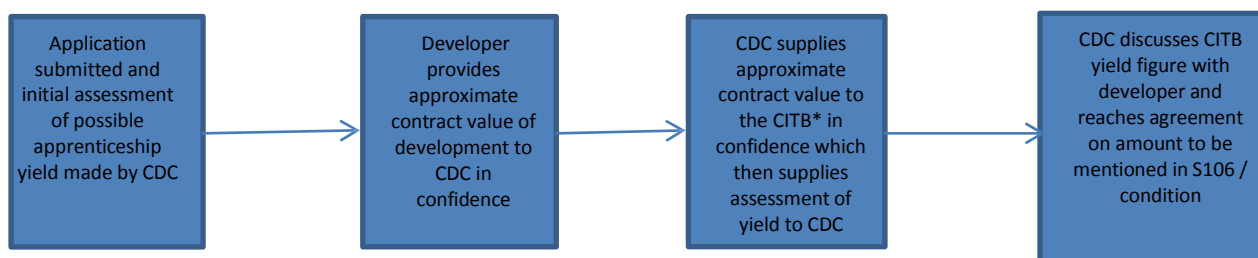 Application
submitted and
initial assessment
of possible
apprenticeship
yield made by CDC
Developer
provides
approximate
contract value of
development to
CDC in
confidence
CDC supplies
approximate
contract value to
the CITB* in
confidence which
then supplies
assessment of
yield to CDC
CDC discusses CITB
yield figure with
developer and
reaches agreement
on amount to be
mentioned in S106 /
condition